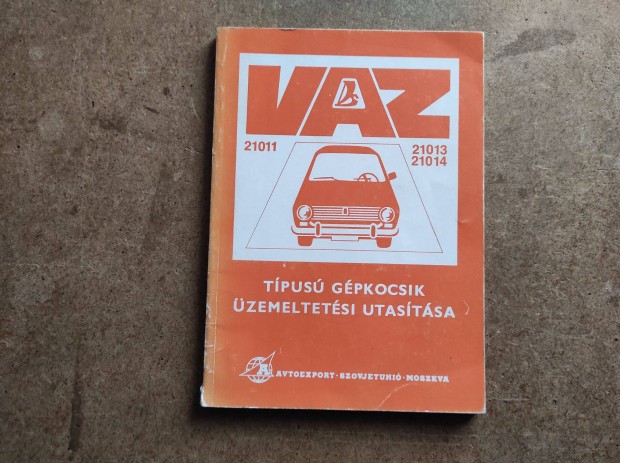 VAZ
21011 21013
21014
TÍPUSÚ GÉPKOCSIK
ÜZEMELTETÉSI UTASÍTÁSA
AVTOEXPORT · SZOVJETUNIÓ · MOSZKVA